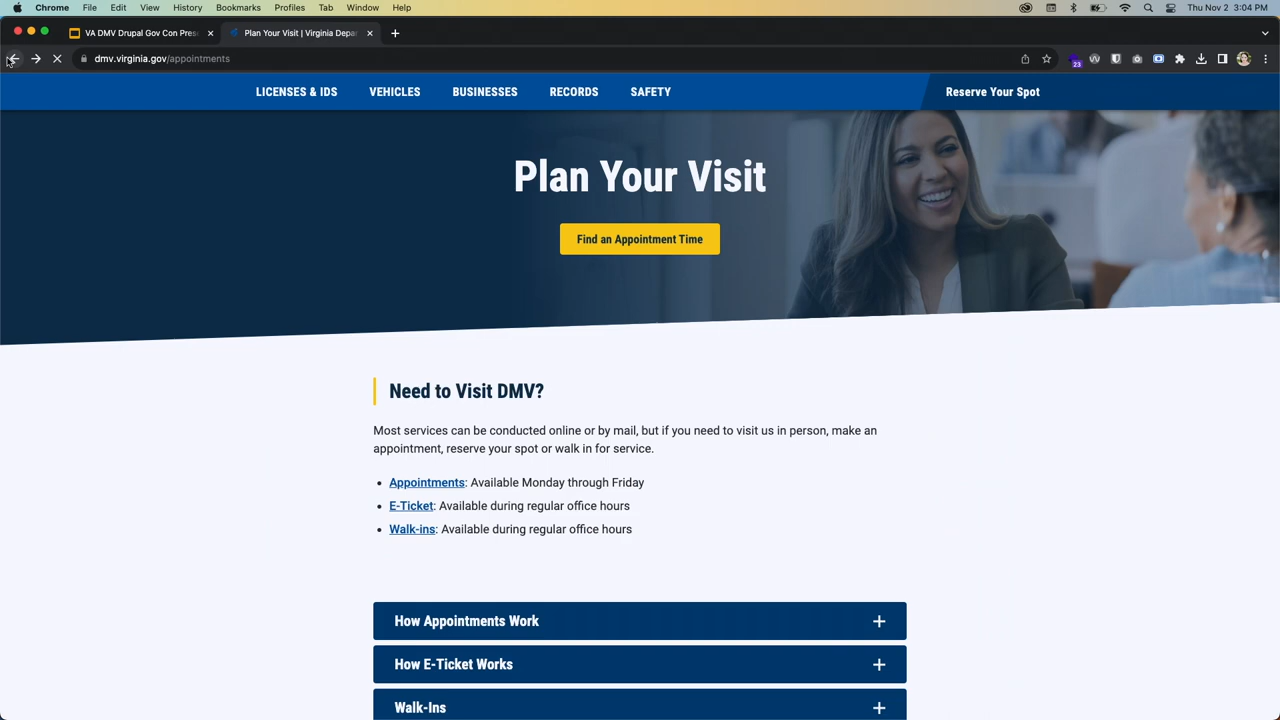 Chrome File Edit View History Bookmarks Profiles Tab Window Help Thu Nov 2 3:04 PM
VA DMV Drupal Gov Con Pres Plan Your Visit | Virginia Depar
dmv.virginia.gov/appointments 23
LICENSES & IDS VEHICLES BUSINESSES RECORDS SAFETY Reserve Your Spot
Plan Your Visit
Find an Appointment Time
Need to Visit DMV?
Most services can be conducted online or by mail, but if you need to visit us in person, make an
appointment, reserve your spot or walk in for service.
• Appointments: Available Monday through Friday
• E-Ticket: Available during regular office hours
• Walk-ins: Available during regular office hours
How Appointments Work
How E-Ticket Works
Walk-Ins